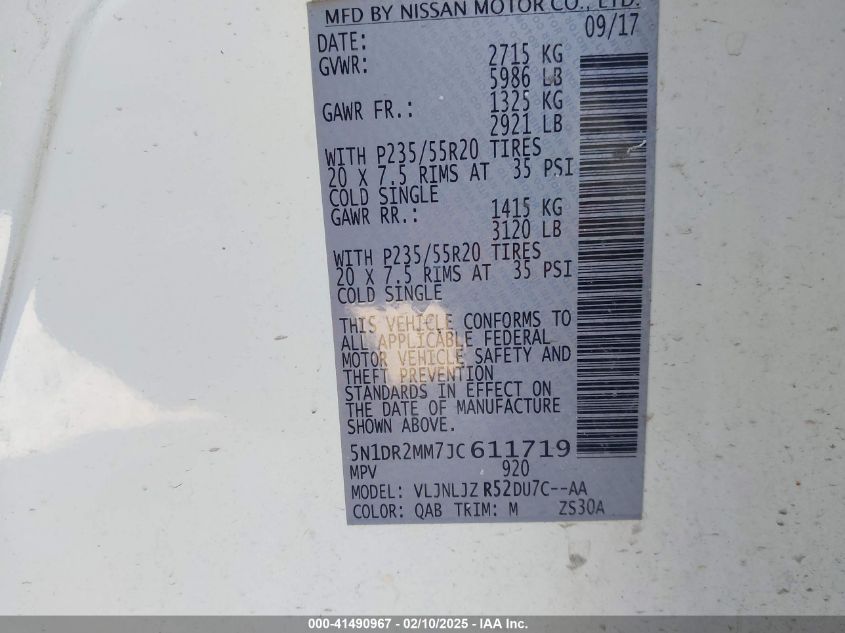 MFD BY NISSAN MOTOR CO., LTD.
DATE: 09/17
GVWR: 2715 KG
5986 LB
GAWR FR.: 1325 KG
2921 LB
WITH P235/55R20 TIRES
20 X 7.5 RIMS AT 35 PSI
COLD SINGLE
GAWR RR.: 1415 KG
3120 LB
WITH P235/55R20 TIRES
20 X 7.5 RIMS AT 35 PSI
COLD SINGLE
THIS VEHICLE CONFORMS TO
ALL APPLICABLE FEDERAL
MOTOR VEHICLE SAFETY AND
THEFT PREVENTION
STANDARDS IN EFFECT ON
THE DATE OF MANUFACTURE
SHOWN ABOVE.
5N1DR2MM7JC611719
MPV 920
MODEL: VLJNLJZ R52DU7C--AA
COLOR: QAB TRIM: M ZS30A
000-41490967 - 02/10/2025 - IAA Inc.